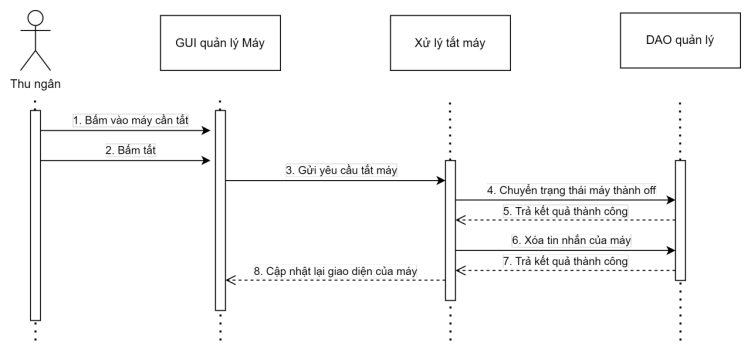 GUI quản lý Máy
Xử lý tắt máy
DAO quản lý
Thu ngân
1. Bấm vào máy cần tắt
2. Bấm tắt
3. Gửi yêu cầu tắt máy
4. Chuyển trạng thái máy thành off
5. Trả kết quả thành công
6. Xóa tin nhắn của máy
7. Trả kết quả thành công
8. Cập nhật lại giao diện của máy